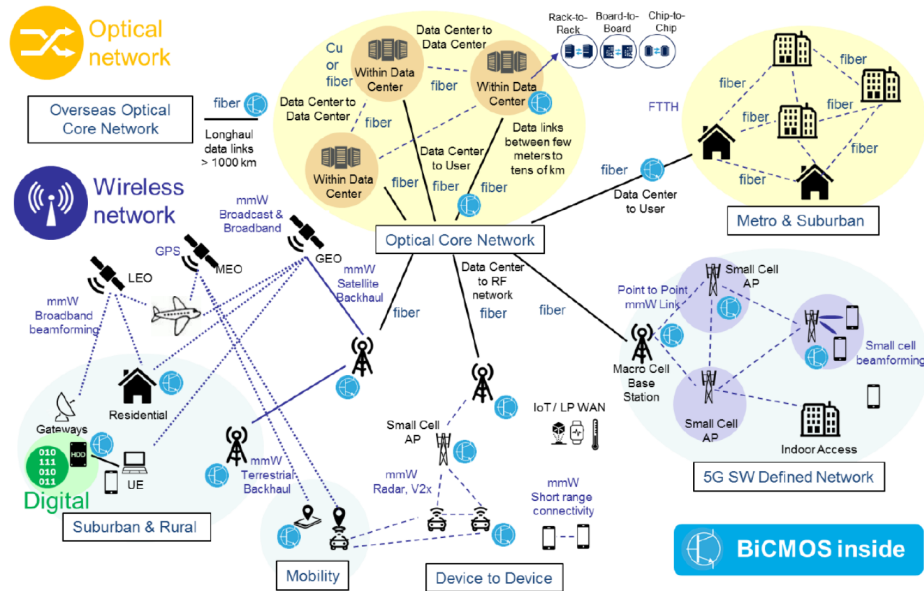 Optical
network
Overseas Optical
Core Network
fiber
Longhaul
data links
> 1000 km
Cu
or
fiber
Data Center to
Data Center
Within Data
Center
fiber
Within Data
Center
Data Center to
Data Center
fiber
fiber
Within Data
Center
Data Center
to User
Data links
between few
meters to
tens of km
fiber
fiber
fiber
Rack-to-
Rack
Board-to-
Board
Chip-to-
Chip
FTTH
fiber
fiber
fiber
fiber
fiber
fiber
fiber
Data Center
to User
Metro & Suburban
Optical Core Network
Wireless
network
mmW
Broadcast &
Broadband
GPS
MEO
GEO
LEO
mmW
Broadband
beamforming
mmW
Satellite
Backhaul
fiber
Data Center
to RF
network
fiber
fiber
Gateways
Residential
HDD
UE
010
111
010
011
Digital
Suburban & Rural
mmW
Terrestrial
Backhaul
Mobility
Small Cell
AP
mmW
Radar, V2x
IoT / LP WAN
mmW
Short range
connectivity
Device to Device
Small Cell
AP
Point to Point
mmW Link
Macro Cell
Base
Station
Small cell
beamforming
Small Cell
AP
Indoor Access
5G SW Defined Network
BiCMOS inside